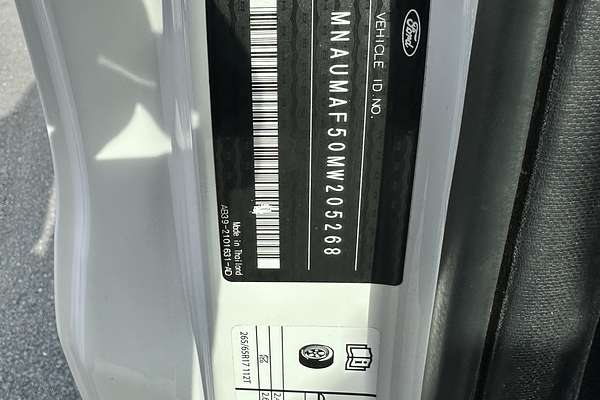 Ford
VEHICLE ID.NO.
MNAUMAF50MW205268
Made in Thailand
AB39-2101631-AD
265/65R17 112T